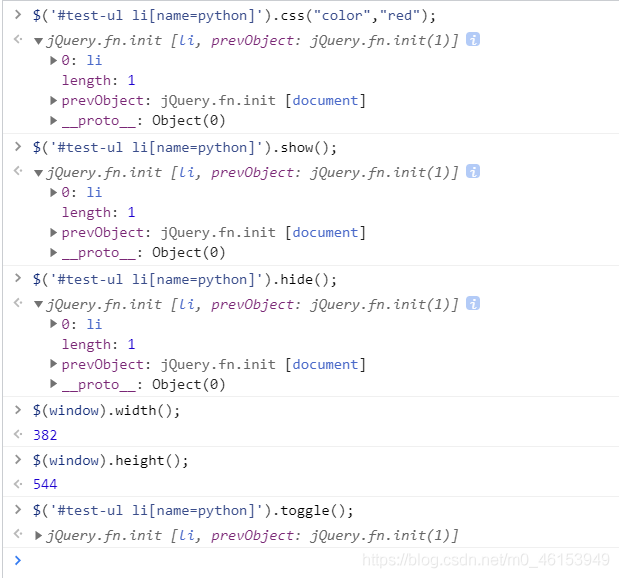 $('#test-ul li[name=python]').css("color","red");
jQuery.fn.init [li, prevObject: jQuery.fn.init(1)] i
0: li
length: 1
prevObject: jQuery.fn.init [document]
__proto__: Object(0)
$('#test-ul li[name=python]').show();
jQuery.fn.init [li, prevObject: jQuery.fn.init(1)] i
0: li
length: 1
prevObject: jQuery.fn.init [document]
__proto__: Object(0)
$('#test-ul li[name=python]').hide();
jQuery.fn.init [li, prevObject: jQuery.fn.init(1)] i
0: li
length: 1
prevObject: jQuery.fn.init [document]
__proto__: Object(0)
$(window).width();
382
$(window).height();
544
$('#test-ul li[name=python]').toggle();
jQuery.fn.init [li, prevObject: jQuery.fn.init(1)]
https://blog.csdn.net/m0_46153949